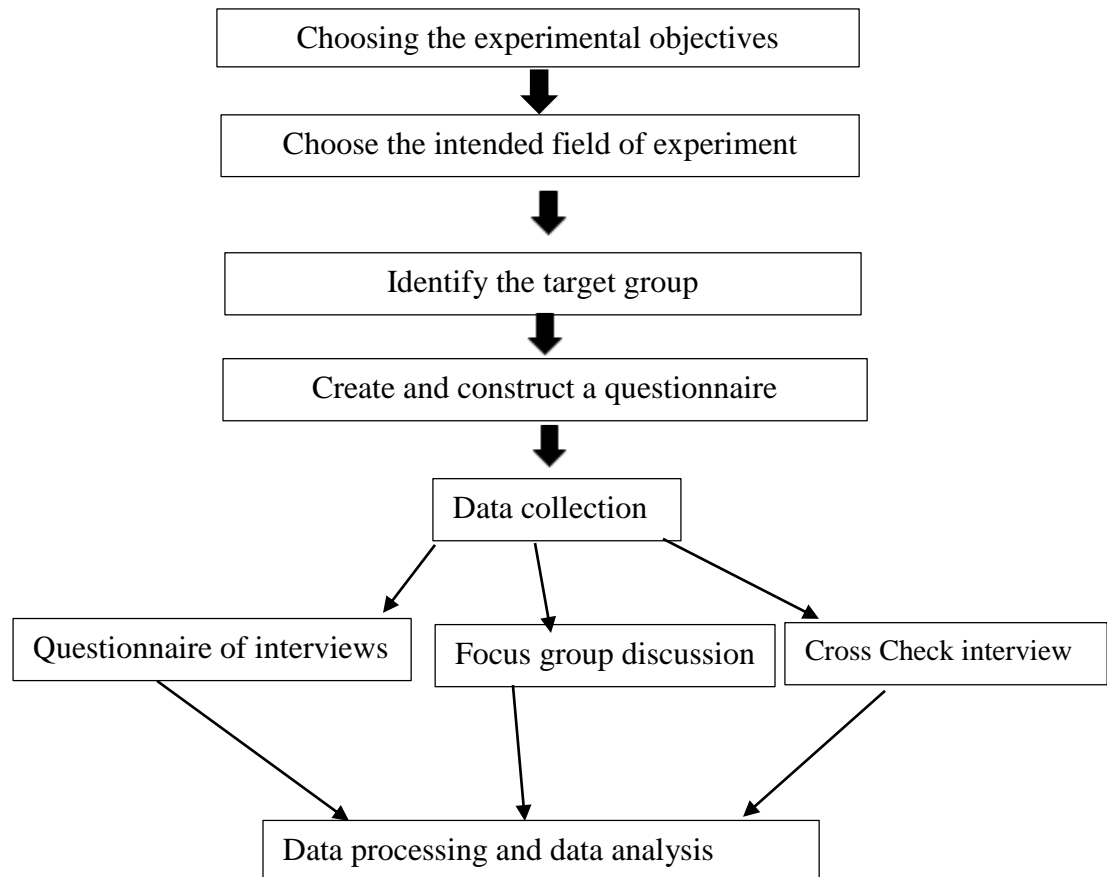 Choosing the experimental objectives
Choose the intended field of experiment
Identify the target group
Create and construct a questionnaire
Data collection
Questionnaire of interviews
Focus group discussion
Cross Check interview
Data processing and data analysis